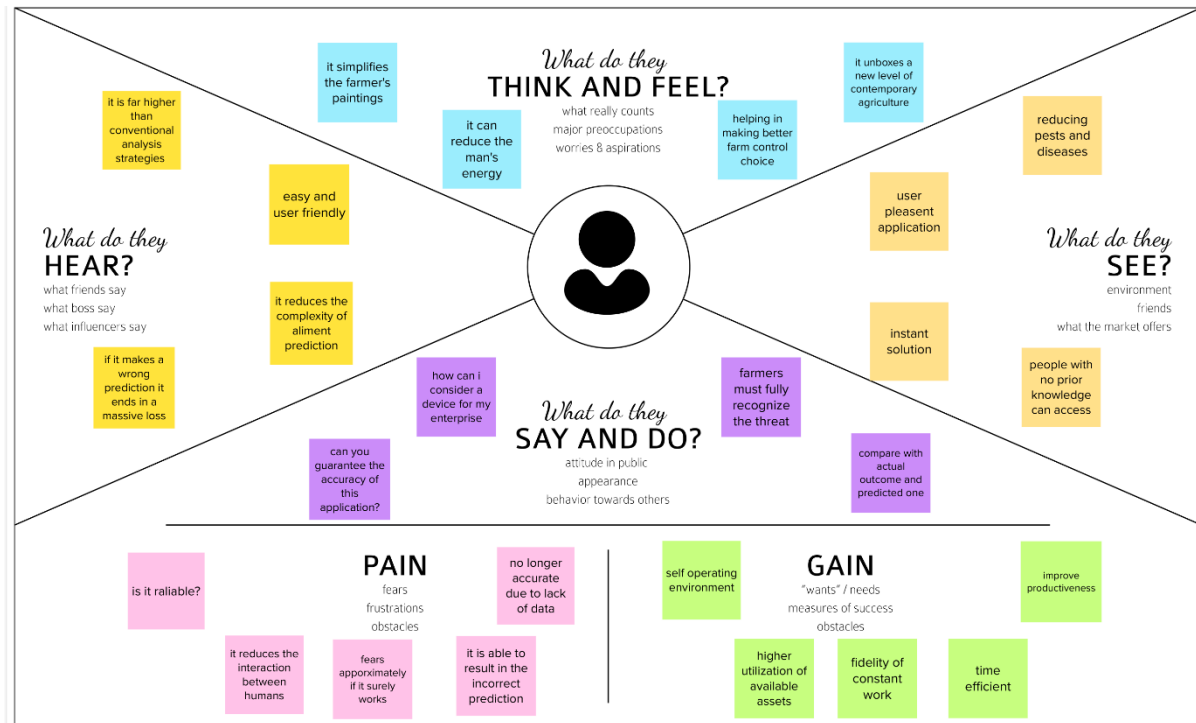 What do they
THINK AND FEEL?
what really counts
major preoccupations
worries & aspirations
it simplifies
the farmer's
paintings
it can
reduce the
man's
energy
helping in
making better
farm control
choice
it unboxes
a new level of
contemporary
agriculture
What do they
HEAR?
what friends say
what boss say
what influencers say
it is far higher
than
conventional
analysis
strategies
easy and
user friendly
it reduces the
complexity of
aliment
prediction
if it makes a
wrong
prediction it
ends in a
massive loss
What do they
SEE?
environment
friends
what the market offers
reducing
pests and
diseases
user
pleasent
application
instant
solution
people with
no prior
knowledge
can access
What do they
SAY AND DO?
attitude in public
appearance
behavior towards others
how can i
consider a
device for my
enterprise
can you
guarantee the
accuracy of
this
application?
farmers
must fully
recognize
the threat
compare with
actual
outcome and
predicted one
PAIN
fears
frustrations
obstacles
is it raliable?
it reduces the
interaction
between
humans
fears
apporximately
if it surely
works
it is able to
result in the
incorrect
prediction
no longer
accurate
due to lack
of data
GAIN
"wants" / needs
measures of success
obstacles
self operating
environment
higher
utilization of
available
assets
fidelity of
constant
work
time
efficient
improve
productiveness